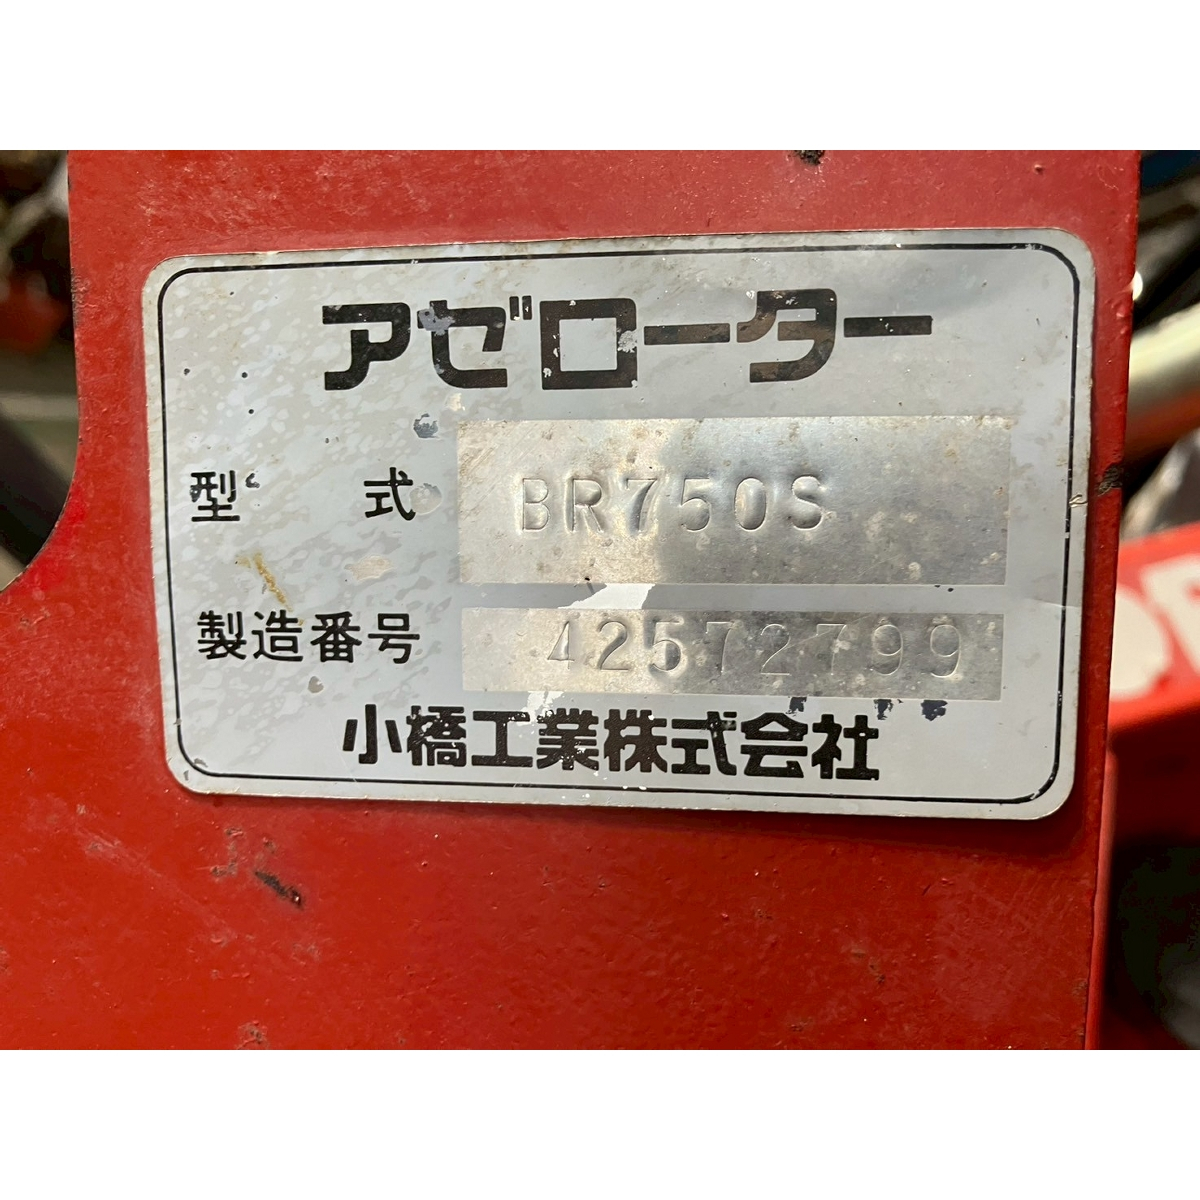 アゼローター
型式 BR750S
製造番号 42572799
小橋工業株式会社